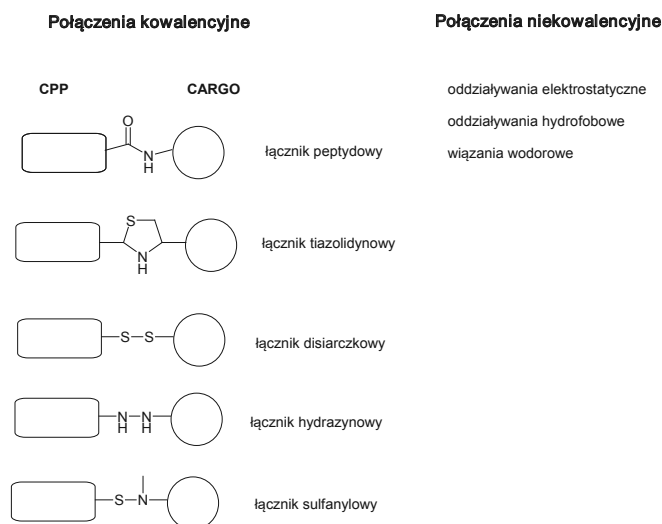 Połączenia kowalencyjne
Połączenia niekowalencyjne
CPP
CARGO
oddziaływania elektrostatyczne
oddziaływania hydrofobowe
wiązania wodorowe
O
N
H
łącznik peptydowy
S
N
H
łącznik tiazolidynowy
S S
łącznik disiarczkowy
N N
H H
łącznik hydrazynowy
S N
łącznik sulfanylowy